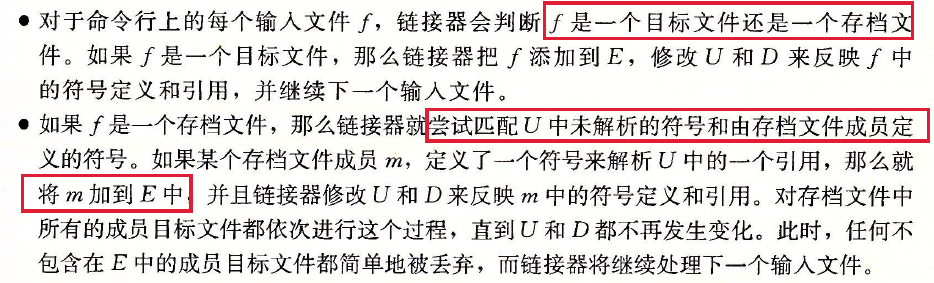 ● 对于命令行上的每个输入文件 f，链接器会判断 f 是一个目标文件还是一个存档文
件。如果 f 是一个目标文件，那么链接器把 f 添加到 E，修改 U 和 D 来反映 f 中
的符号定义和引用，并继续下一个输入文件。
● 如果 f 是一个存档文件，那么链接器就尝试匹配 U 中未解析的符号和由存档文件成员定
义的符号。如果某个存档文件成员 m，定义了一个符号来解析 U 中的一个引用，那么就
将 m 加到 E 中，并且链接器修改 U 和 D 来反映 m 中的符号定义和引用。对存档文件中
所有的成员目标文件都依次进行这个过程，直到 U 和 D 都不再发生变化。此时，任何不
包含在 E 中的成员目标文件都简单地被丢弃，而链接器将继续处理下一个输入文件。